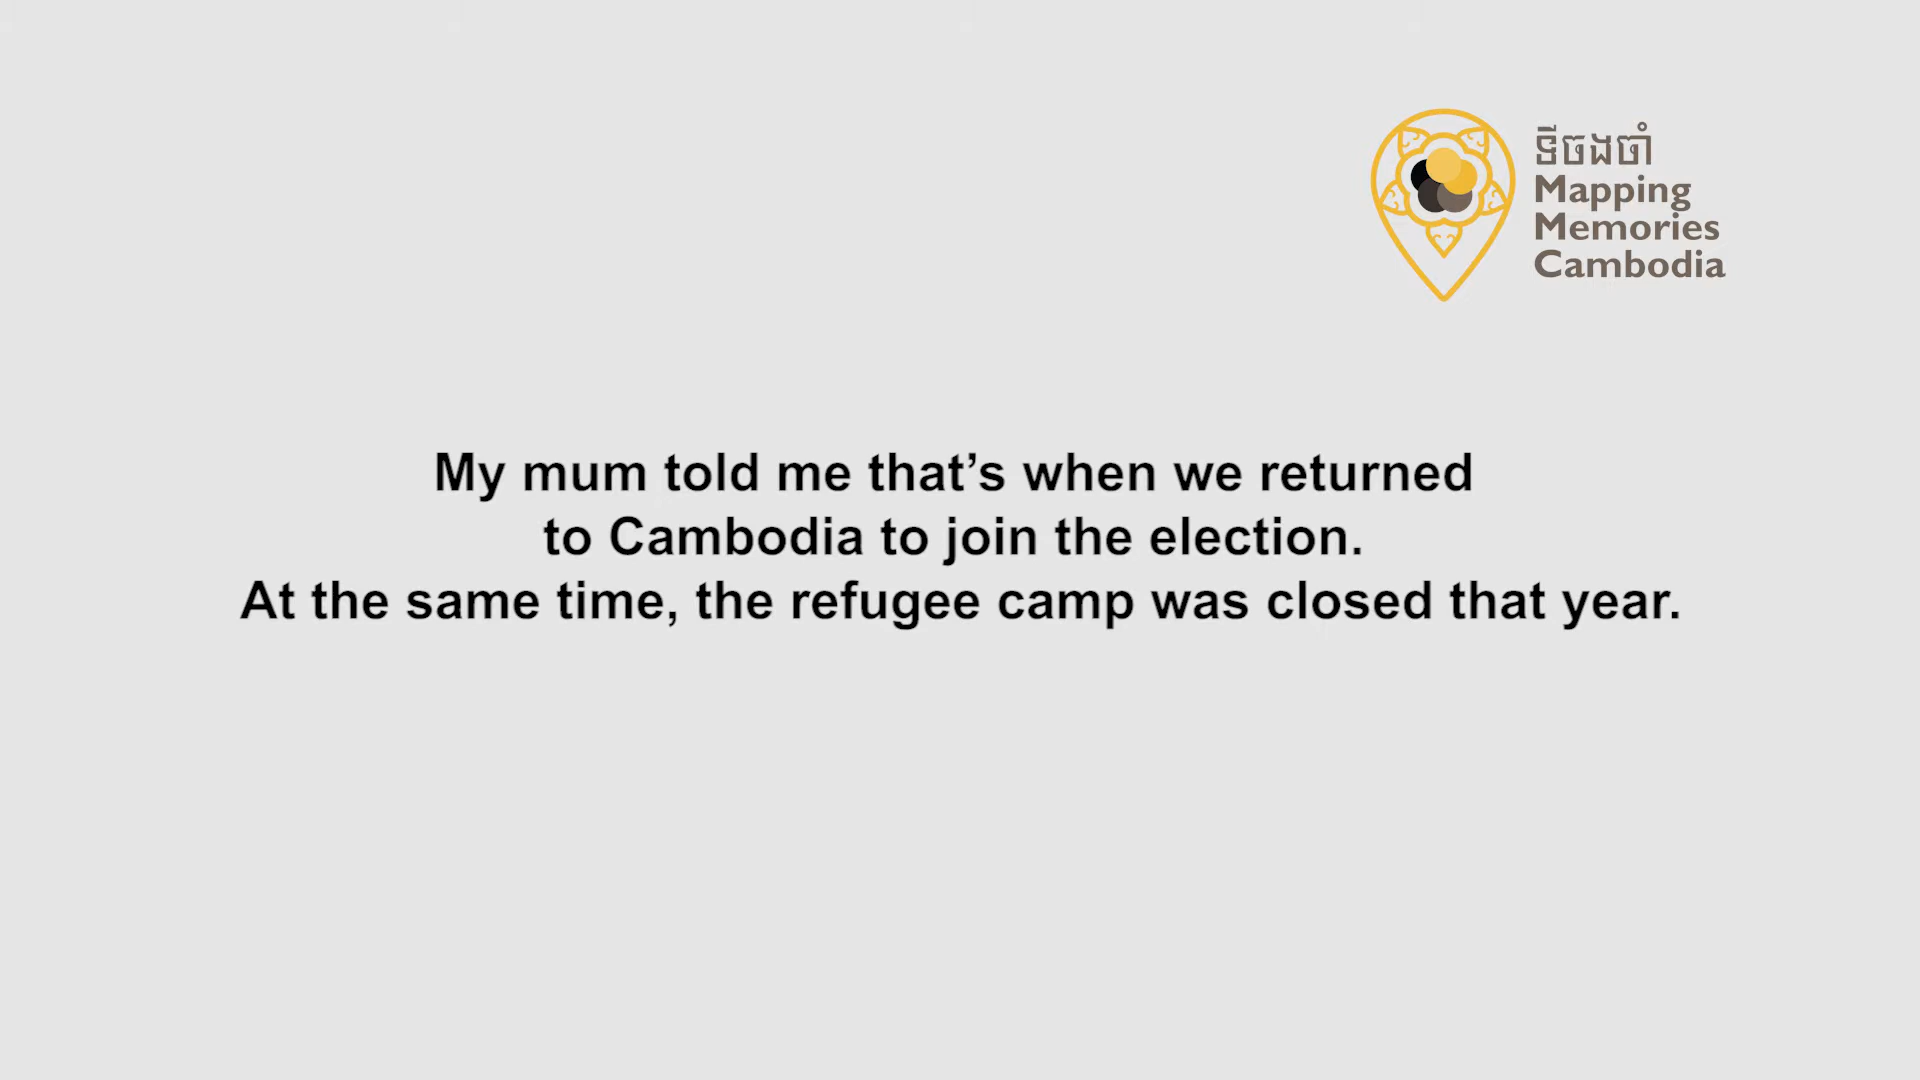 ទីចងចាំ
Mapping
Memories
Cambodia
My mum told me that’s when we returned
to Cambodia to join the election.
At the same time, the refugee camp was closed that year.